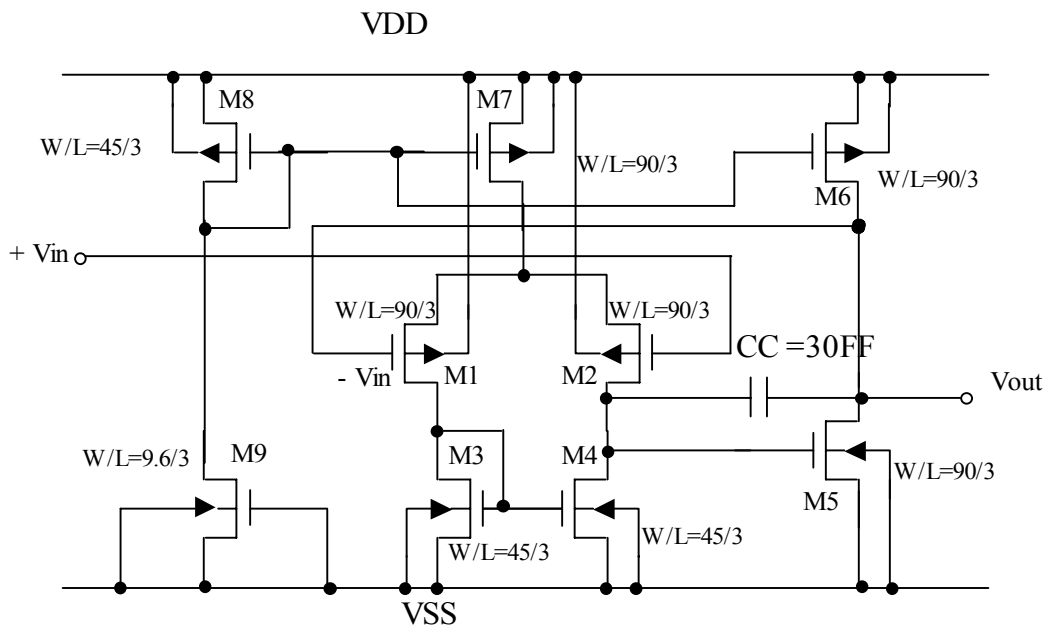 VDD
M8
M7
W/L=45/3
W/L=90/3
W/L=90/3
M6
+ Vin
W/L=90/3
W/L=90/3
CC =30FF
- Vin
M1
M2
Vout
W/L=9.6/3
M9
M3
M4
W/L=90/3
M5
W/L=45/3
W/L=45/3
VSS